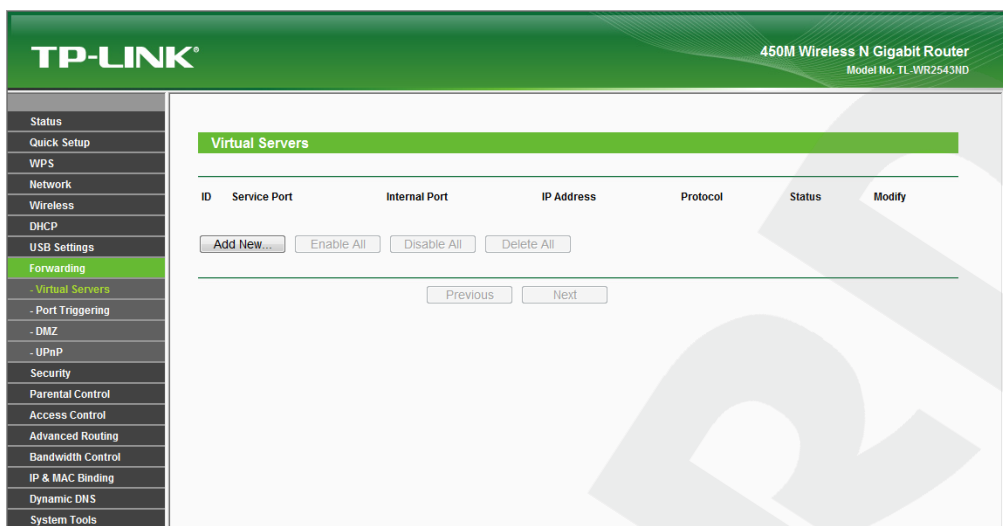 TP-LINK®
450M Wireless N Gigabit Router
Model No. TL-WR2543ND
Status
Quick Setup
WPS
Network
Wireless
DHCP
USB Settings
Forwarding
- Virtual Servers
- Port Triggering
- DMZ
- UPnP
Security
Parental Control
Access Control
Advanced Routing
Bandwidth Control
IP & MAC Binding
Dynamic DNS
System Tools
Virtual Servers
ID Service Port Internal Port IP Address Protocol Status Modify
Add New... Enable All Disable All Delete All
Previous Next